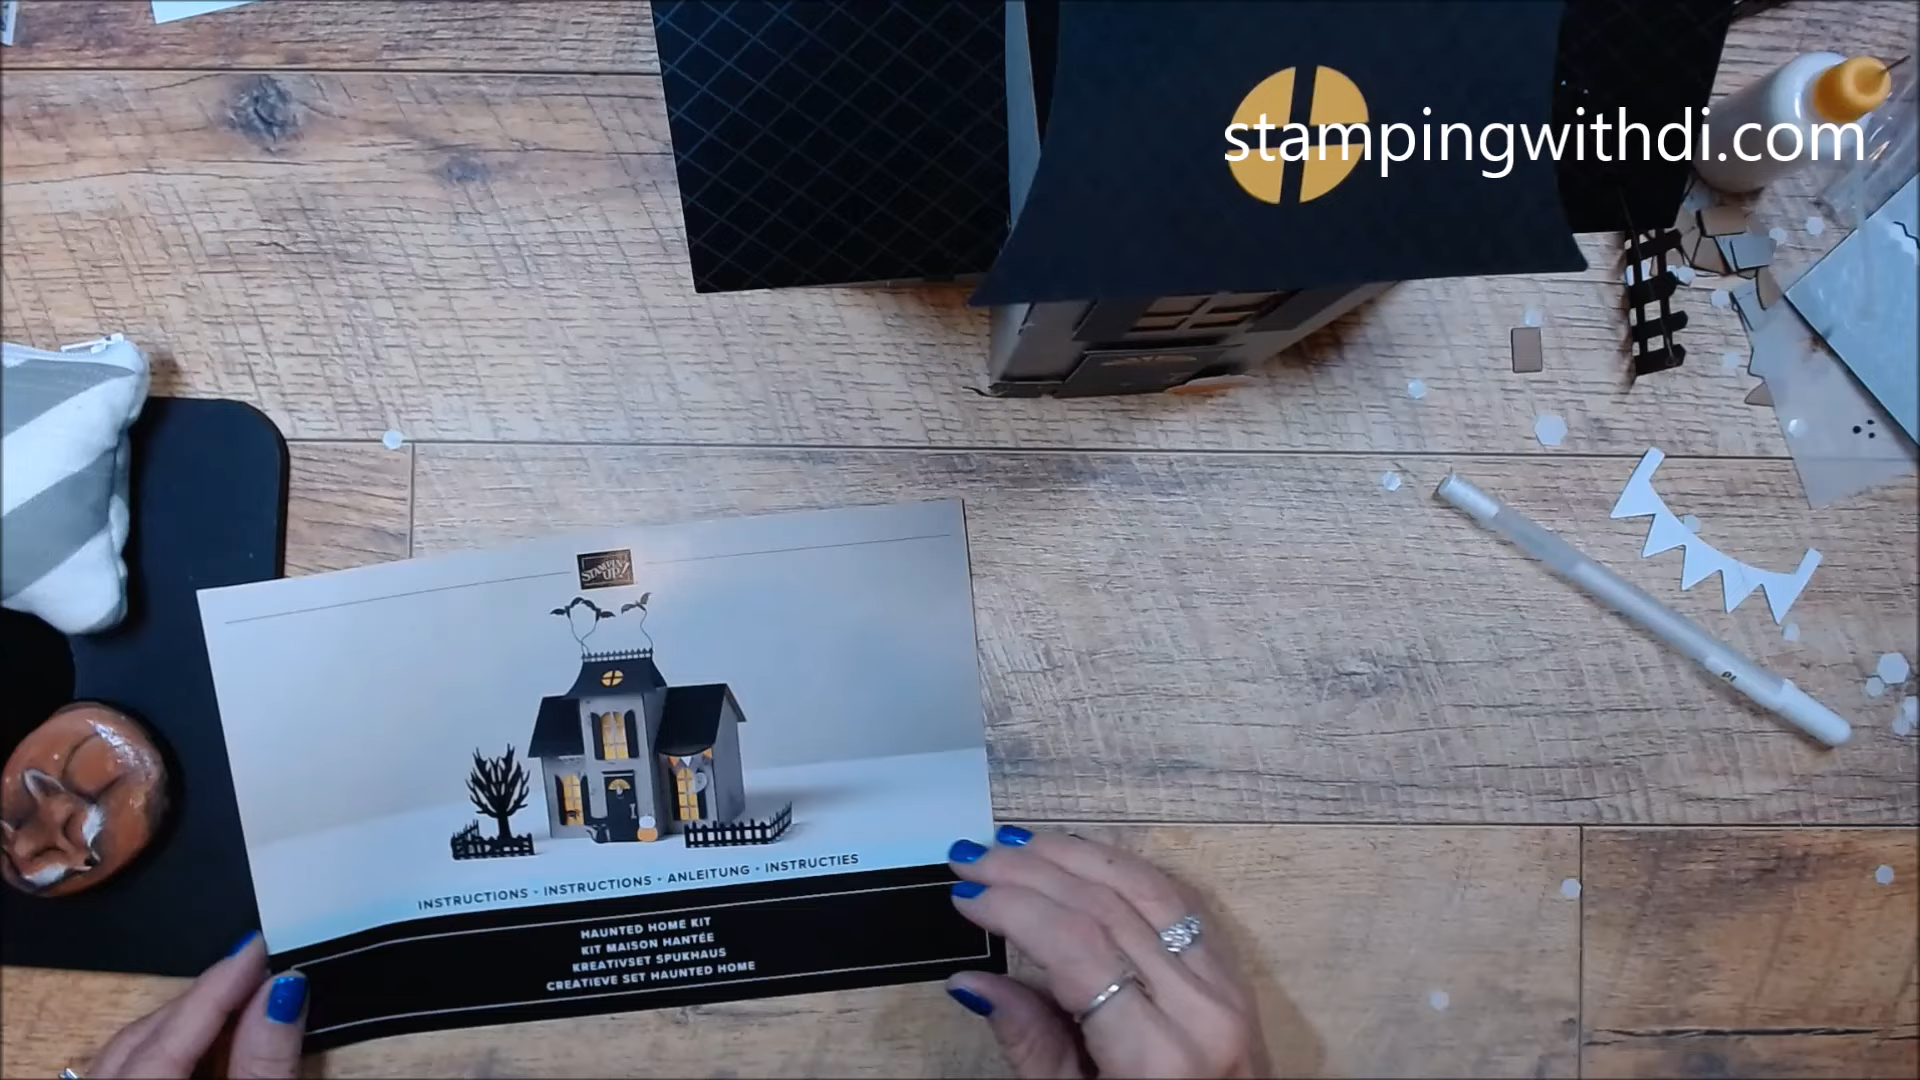 stampingwithdi.com
STAMPIN' UP!
INSTRUCTIONS • INSTRUCTIONS • ANLEITUNG • INSTRUCTIES
HAUNTED HOME KIT
KIT MAISON HANTÉE
KREATIVSET SPUKHAUS
CREATIEVE SET HAUNTED HOME